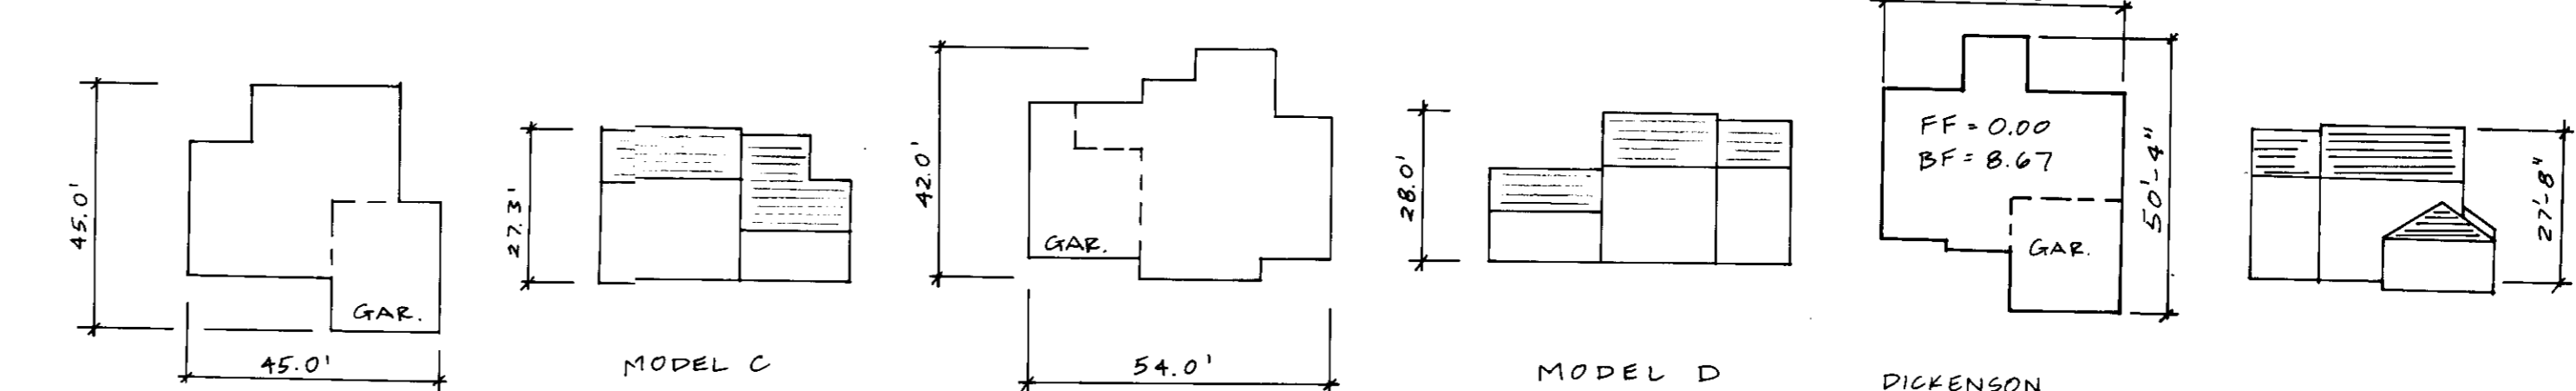 45.0'
GAR.
45.0'
27.3'
MODEL C
42.0'
GAR.
54.0'
28.0'
MODEL D
FF = 0.00
BF = 8.67
GAR.
50'-4"
DICKENSON
27'-8"